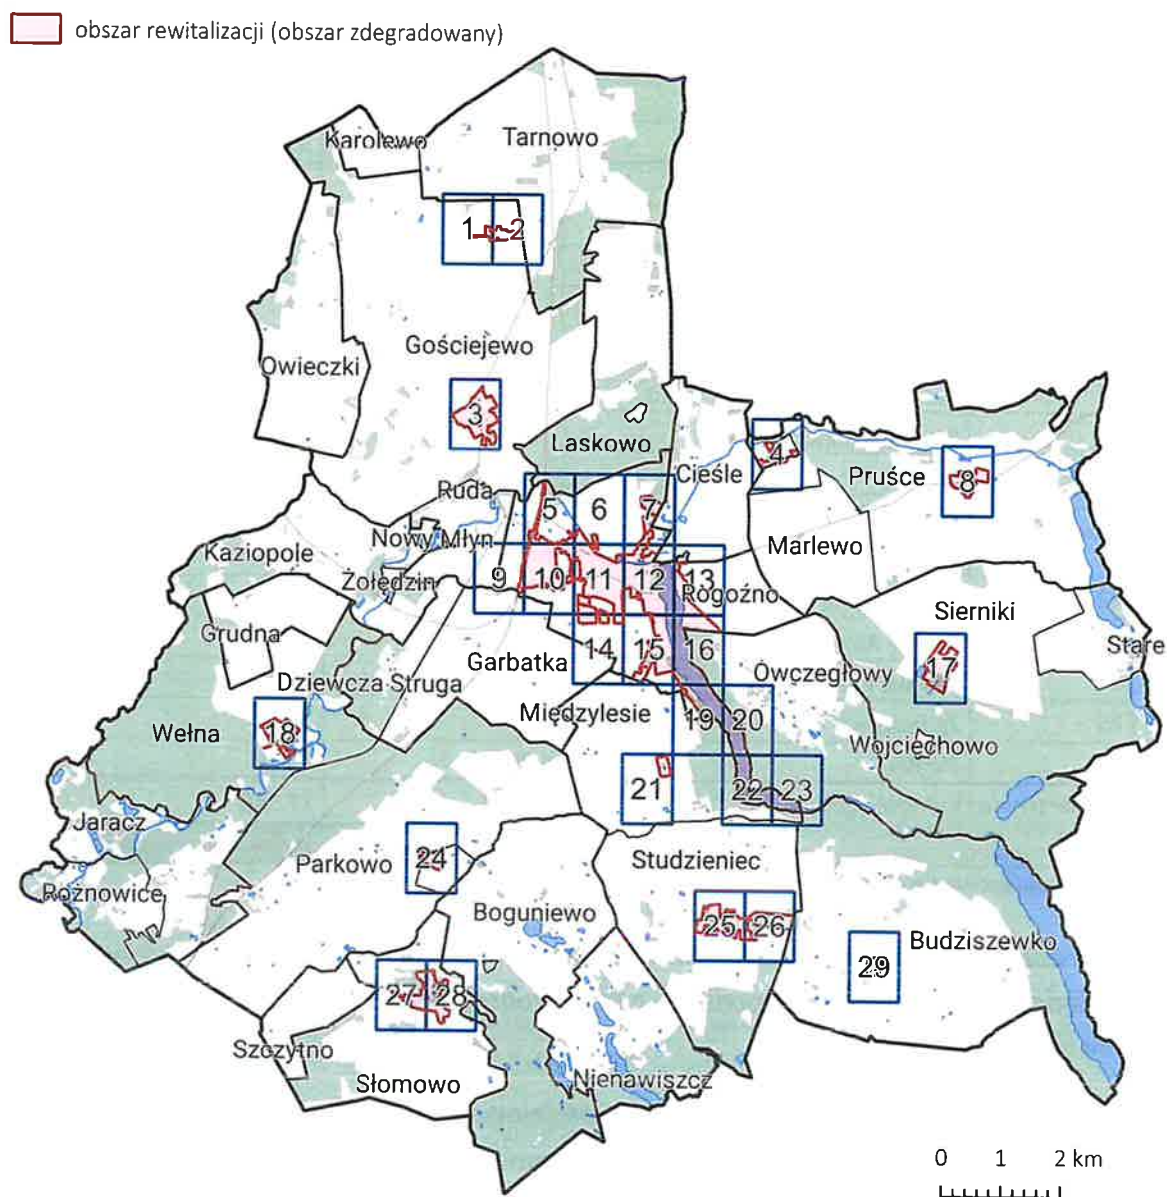 obszar rewitalizacji (obszar zdegradowany)
Karolewo
Tarnowo
1
2
Gościejewo
Owieczki
3
Laskowo
Cieśle
4
Pruśce
8
Ruda
5
6
7
Nowy Młyn
Marlewo
Kaziopole
Żołędzin
9
10
11
12
13
Rogoźno
Sierniki
Grudna
14
15
16
Stare
Garbatka
Owczegłowy
17
Dziewcza Struga
Międzylesie
19
20
Wełna
18
Wojciechowo
21
22
23
Jaracz
Parkowo
24
Studzieniec
Rożnowice
Boguniewo
25
26
Budziszewko
29
27
28
Szczytno
Słomowo
Nienawiszcz
0 1 2 km